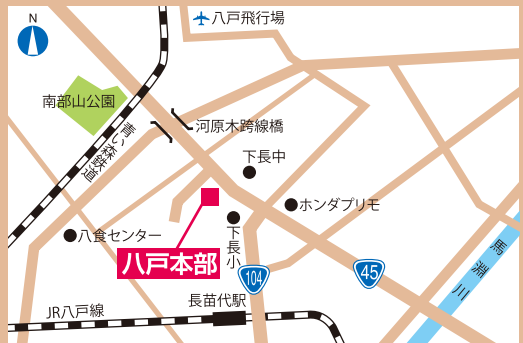 N
八戸飛行場
南部山公園
河原木跨線橋
青い森鉄道
下長中
ホンダプリモ
八食センター
下長小
八戸本部
馬淵川
104
45
長苗代駅
JR八戸線